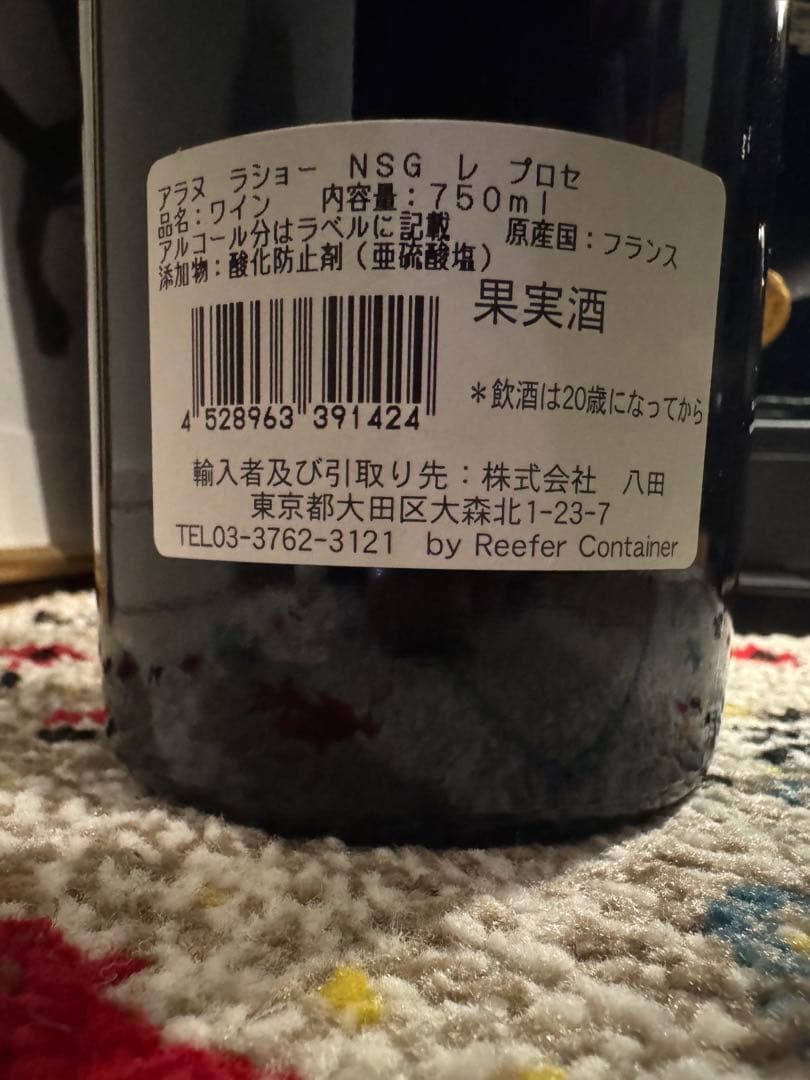 アラヌ ラショー NSG レ プロセ
品名：ワイン 内容量：750ml
アルコール分はラベルに記載 原産国：フランス
添加物：酸化防止剤（亜硫酸塩）
果実酒
4 528963 391424
＊飲酒は20歳になってから
輸入者及び引取り先：株式会社 八田
東京都大田区大森北1-23-7
TEL03-3762-3121 by Reefer Container